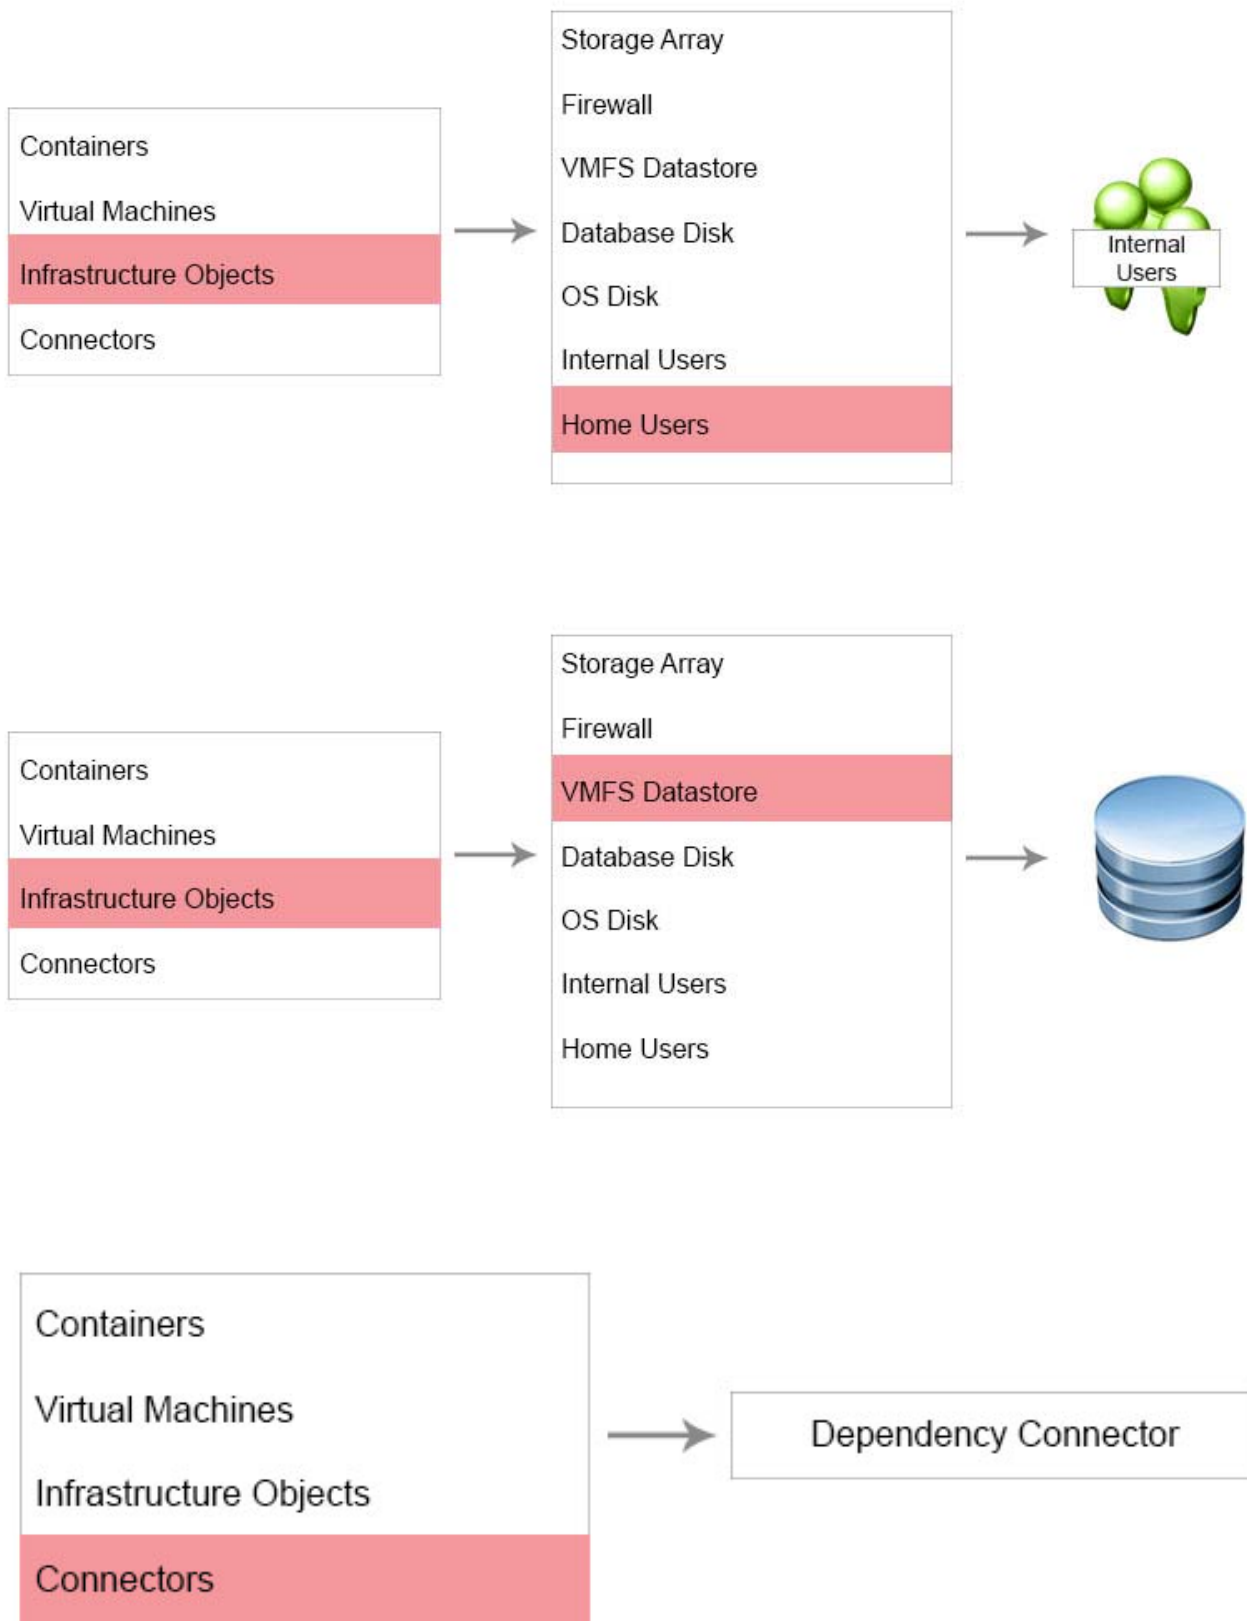 Containers
Virtual Machines
Infrastructure Objects
Connectors
Storage Array
Firewall
VMFS Datastore
Database Disk
OS Disk
Internal Users
Home Users
Internal
Users
Containers
Virtual Machines
Infrastructure Objects
Connectors
Storage Array
Firewall
VMFS Datastore
Database Disk
OS Disk
Internal Users
Home Users
Containers
Virtual Machines
Infrastructure Objects
Connectors
Dependency Connector